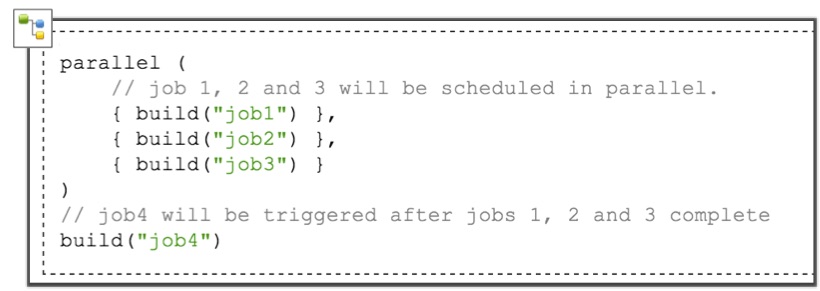 parallel (
    // job 1, 2 and 3 will be scheduled in parallel.
    { build("job1") },
    { build("job2") },
    { build("job3") }
)
// job4 will be triggered after jobs 1, 2 and 3 complete
build("job4")